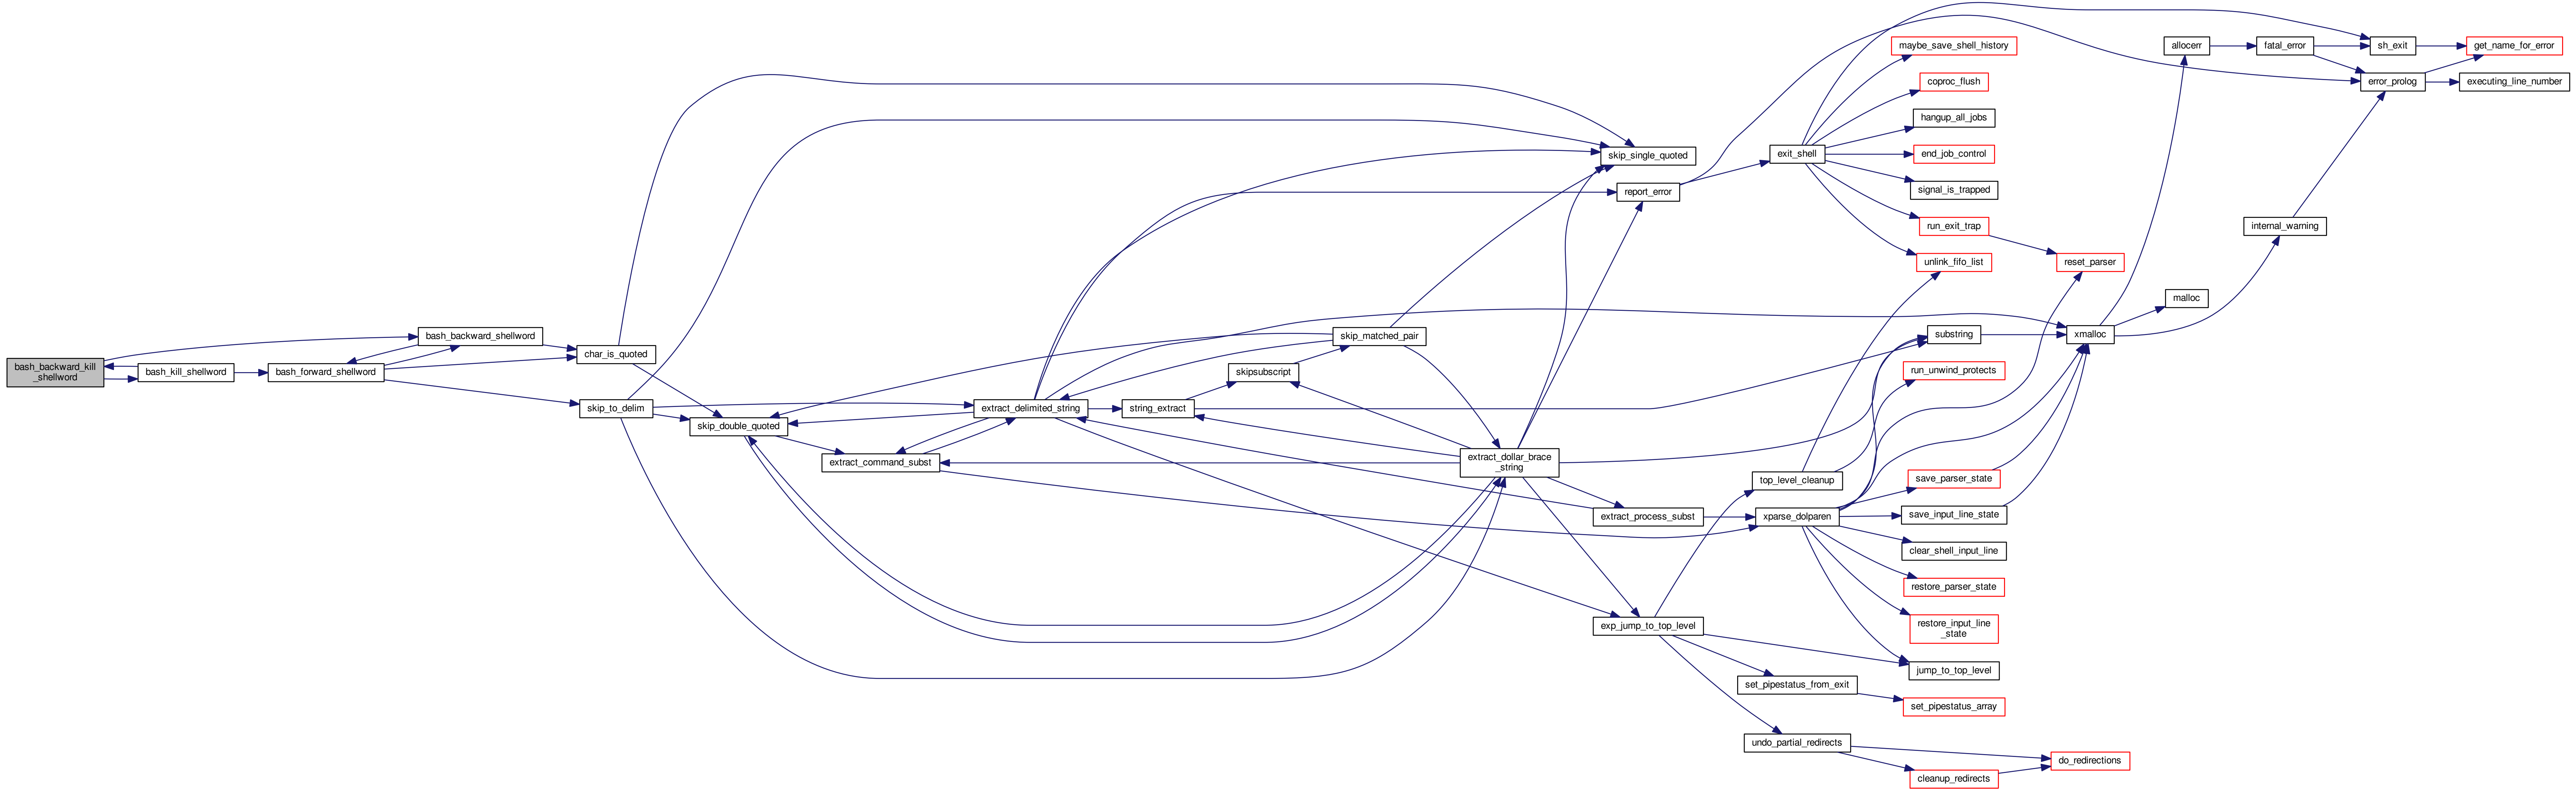 bash_backward_kill
_shellword
bash_kill_shellword
bash_backward_shellword
bash_forward_shellword
char_is_quoted
skip_to_delim
skip_double_quoted
extract_command_subst
extract_delimited_string
string_extract
skipsubscript
skip_matched_pair
extract_dollar_brace
_string
skip_single_quoted
report_error
extract_process_subst
exp_jump_to_top_level
exit_shell
top_level_cleanup
xparse_dolparen
set_pipestatus_from_exit
undo_partial_redirects
maybe_save_shell_history
coproc_flush
hangup_all_jobs
end_job_control
signal_is_trapped
run_exit_trap
unlink_fifo_list
substring
run_unwind_protects
save_parser_state
save_input_line_state
clear_shell_input_line
restore_parser_state
restore_input_line
_state
jump_to_top_level
set_pipestatus_array
cleanup_redirects
reset_parser
xmalloc
do_redirections
allocerr
malloc
fatal_error
internal_warning
sh_exit
error_prolog
get_name_for_error
executing_line_number